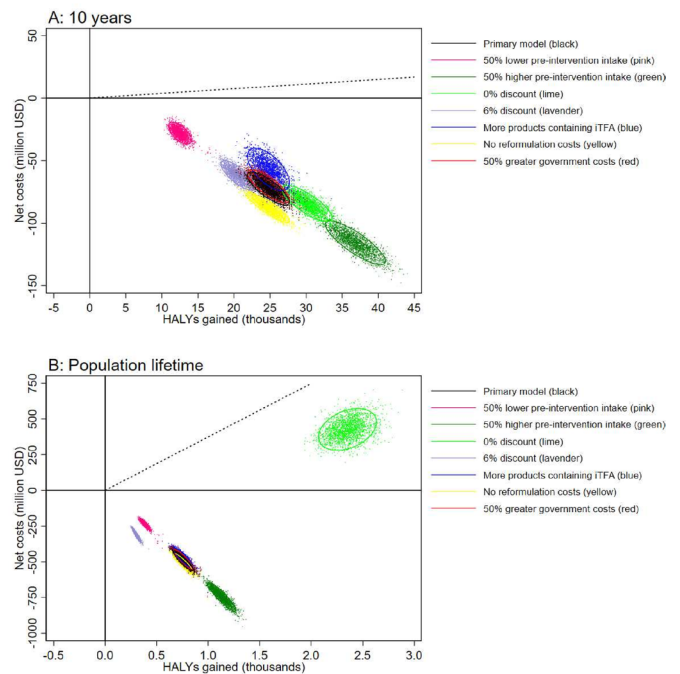 A: 10 years
Net costs (million USD)
50
0
-50
-100
-150
-5 0 5 10 15 20 25 30 35 40 45
HALYs gained (thousands)
Primary model (black)
50% lower pre-intervention intake (pink)
50% higher pre-intervention intake (green)
0% discount (lime)
6% discount (lavender)
More products containing iTFA (blue)
No reformulation costs (yellow)
50% greater government costs (red)
B: Population lifetime
Net costs (million USD)
750
500
250
0
-250
-500
-750
-1000
-0.5 0.0 0.5 1.0 1.5 2.0 2.5 3.0
HALYs gained (thousands)
Primary model (black)
50% lower pre-intervention intake (pink)
50% higher pre-intervention intake (green)
0% discount (lime)
6% discount (lavender)
More products containing iTFA (blue)
No reformulation costs (yellow)
50% greater government costs (red)